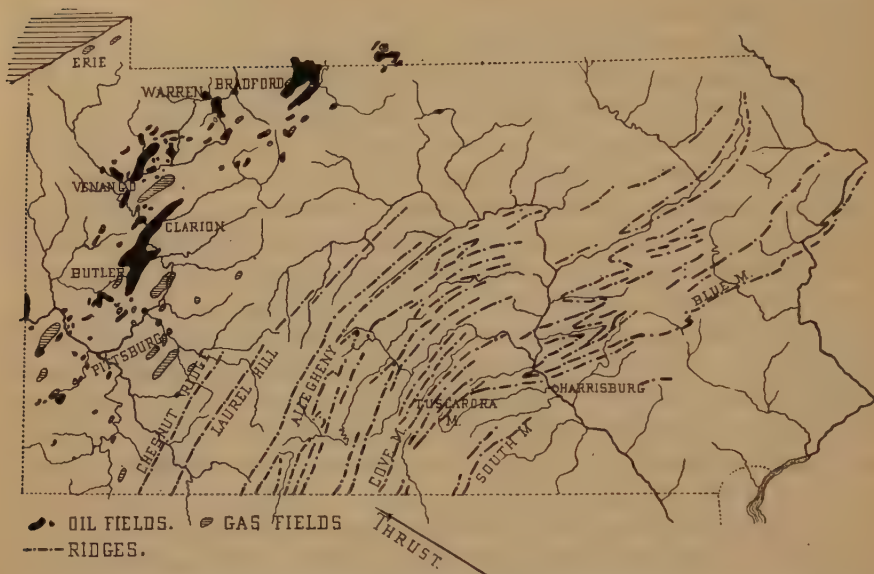 ERIE
WARREN
BRADFORD
VENANGO
CLARION
BUTLER
PITTSBURG
CHESNUT RIDGE
LAUREL HILL
ALLEGHENY
COVE M.
TUSCARORA
M.
SOUTH M.
HARRISBURG
BLUE M.
OIL FIELDS. GAS FIELDS
RIDGES.
THRUST.